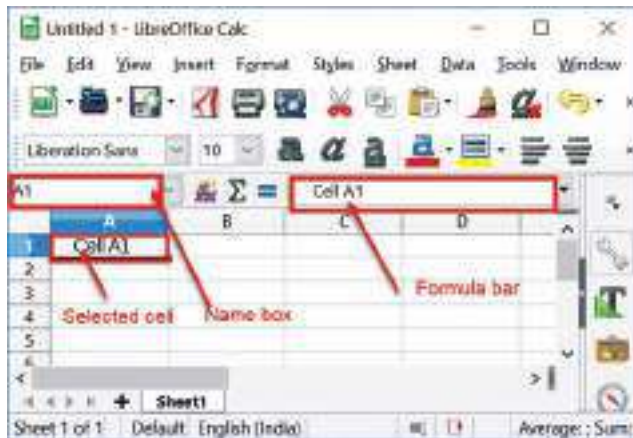 Untitled 1 - LibreOffice Calc
File Edit View Insert Format Styles Sheet Data Tools Window
Liberation Sans 10
A1 Σ = Cell A1
A B C D
1 Cell A1
2
3
Formula bar
4 Selected cell Name box
5
6
Sheet1
Sheet 1 of 1 Default English (India) Average: ; Sum: